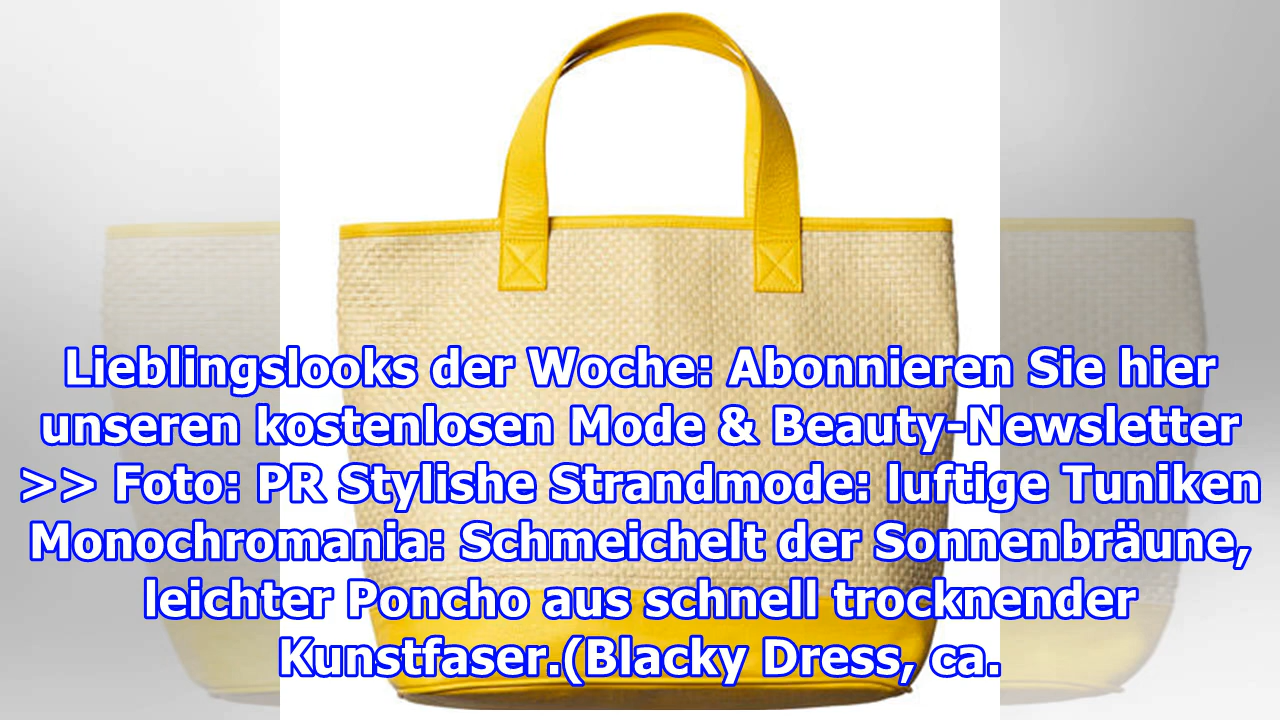 Lieblingslooks der Woche: Abonnieren Sie hier
unseren kostenlosen Mode & Beauty-Newsletter
>> Foto: PR Stylishe Strandmode: luftige Tuniken
Monochromania: Schmeichelt der Sonnenbräune,
leichter Poncho aus schnell trocknender
Kunstfaser.(Blacky Dress, ca.